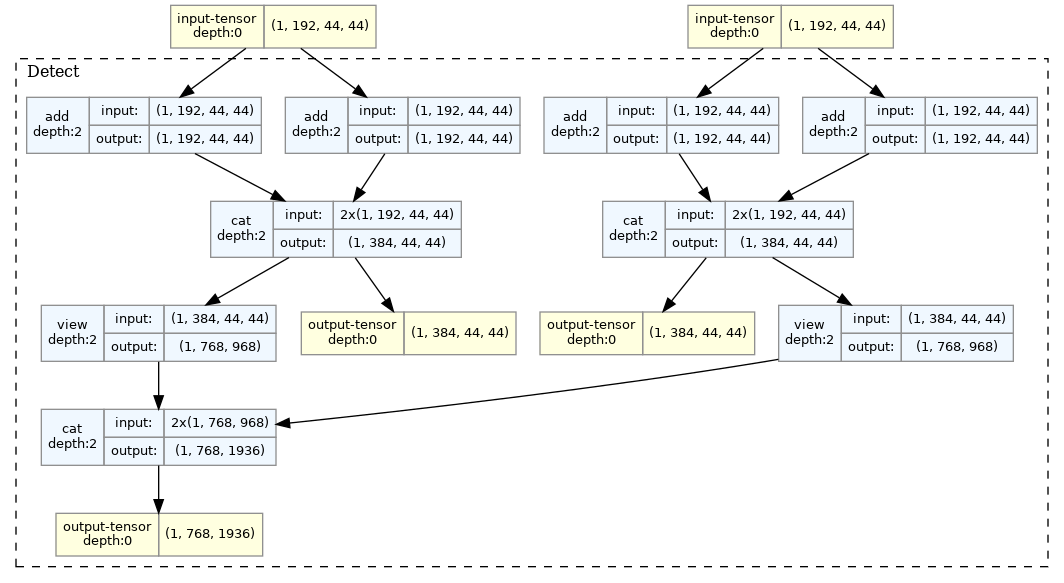 input-tensor
depth:0
(1, 192, 44, 44)
input-tensor
depth:0
(1, 192, 44, 44)
Detect
add
depth:2
input:
(1, 192, 44, 44)
output:
(1, 192, 44, 44)
add
depth:2
input:
(1, 192, 44, 44)
output:
(1, 192, 44, 44)
add
depth:2
input:
(1, 192, 44, 44)
output:
(1, 192, 44, 44)
add
depth:2
input:
(1, 192, 44, 44)
output:
(1, 192, 44, 44)
cat
depth:2
input:
2x(1, 192, 44, 44)
output:
(1, 384, 44, 44)
cat
depth:2
input:
2x(1, 192, 44, 44)
output:
(1, 384, 44, 44)
view
depth:2
input:
(1, 384, 44, 44)
output:
(1, 768, 968)
output-tensor
depth:0
(1, 384, 44, 44)
output-tensor
depth:0
(1, 384, 44, 44)
view
depth:2
input:
(1, 384, 44, 44)
output:
(1, 768, 968)
cat
depth:2
input:
2x(1, 768, 968)
output:
(1, 768, 1936)
output-tensor
depth:0
(1, 768, 1936)